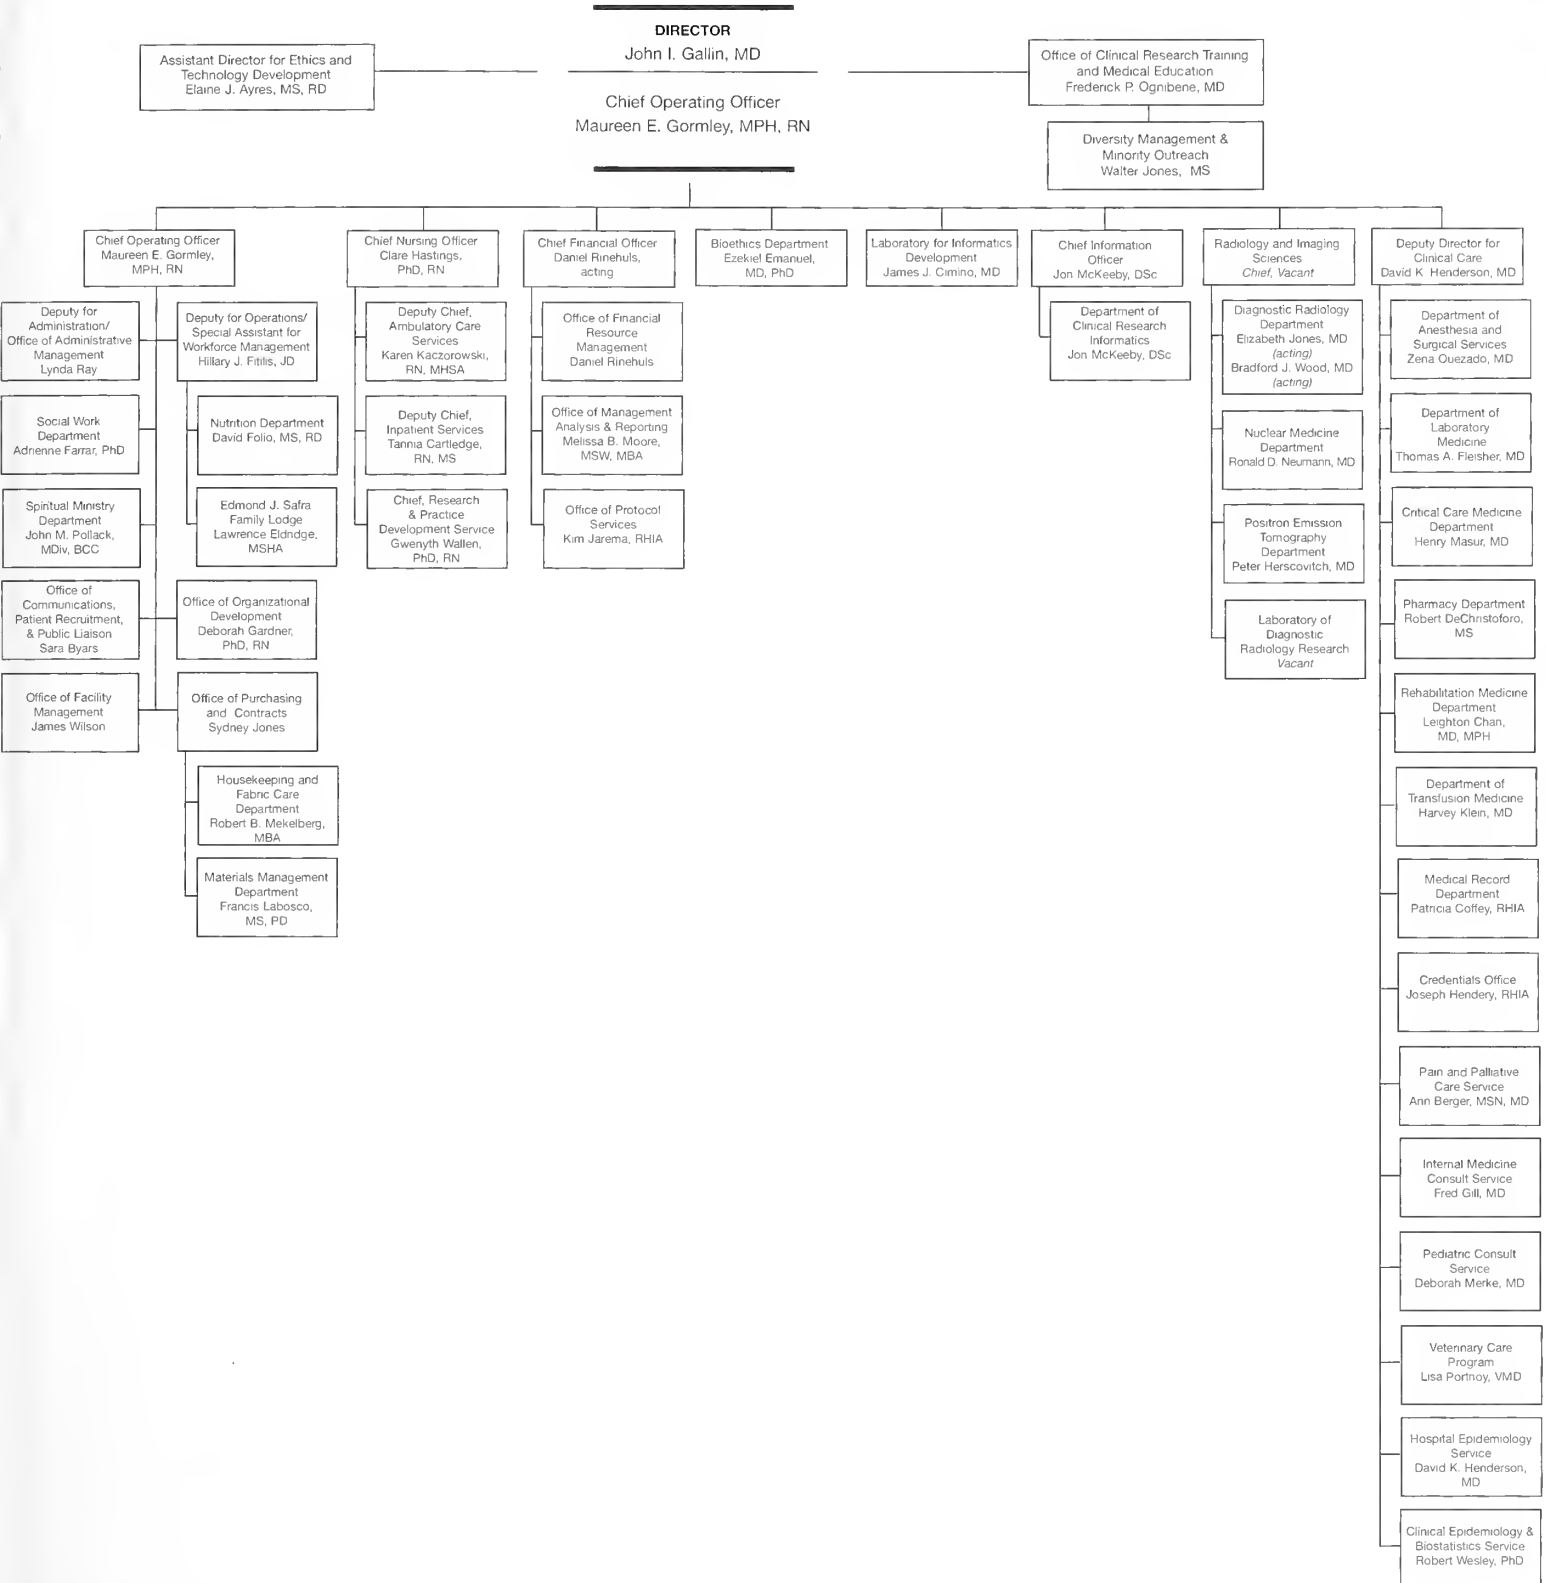 DIRECTOR
John I. Gallin, MD
Chief Operating Officer
Maureen E. Gormley, MPH, RN
Assistant Director for Ethics and
Technology Development
Elaine J. Ayres, MS, RD
Office of Clinical Research Training
and Medical Education
Frederick P. Ognibene, MD
Diversity Management &
Minority Outreach
Walter Jones, MS
Chief Operating Officer
Maureen E. Gormley,
MPH, RN
Deputy for
Administration/
Office of Administrative
Management
Lynda Ray
Deputy for Operations/
Special Assistant for
Workforce Management
Hillary J. Fitilis, JD
Social Work
Department
Adrienne Farrar, PhD
Nutrition Department
David Folio, MS, RD
Spiritual Ministry
Department
John M. Pollack,
MDiv, BCC
Edmond J. Safra
Family Lodge
Lawrence Eldridge,
MSHA
Office of
Communications,
Patient Recruitment,
& Public Liaison
Sara Byars
Office of Organizational
Development
Deborah Gardner,
PhD, RN
Office of Facility
Management
James Wilson
Office of Purchasing
and Contracts
Sydney Jones
Housekeeping and
Fabric Care
Department
Robert B. Mekelberg,
MBA
Materials Management
Department
Francis Labosco,
MS, PD
Chief Nursing Officer
Clare Hastings,
PhD, RN
Deputy Chief,
Ambulatory Care
Services
Karen Kaczorowski,
RN, MHSA
Deputy Chief,
Inpatient Services
Tannia Cartledge,
RN, MS
Chief, Research
& Practice
Development Service
Gwenyth Wallen,
PhD, RN
Chief Financial Officer
Daniel Rinehuls,
acting
Office of Financial
Resource
Management
Daniel Rinehuls
Office of Management
Analysis & Reporting
Melissa B. Moore,
MSW, MBA
Office of Protocol
Services
Kim Jarema, RHIA
Bioethics Department
Ezekiel Emanuel,
MD, PhD
Laboratory for Informatics
Development
James J. Cimino, MD
Chief Information
Officer
Jon McKeeby, DSc
Department of
Clinical Research
Informatics
Jon McKeeby, DSc
Radiology and Imaging
Sciences
Chief, Vacant
Diagnostic Radiology
Department
Elizabeth Jones, MD
(acting)
Bradford J. Wood, MD
(acting)
Nuclear Medicine
Department
Ronald D. Neumann, MD
Positron Emission
Tomography
Department
Peter Herscovitch, MD
Laboratory of
Diagnostic
Radiology Research
Vacant
Deputy Director for
Clinical Care
David K. Henderson, MD
Department of
Anesthesia and
Surgical Services
Zena Quezado, MD
Department of
Laboratory
Medicine
Thomas A. Fleisher, MD
Critical Care Medicine
Department
Henry Masur, MD
Pharmacy Department
Robert DeChristoforo,
MS
Rehabilitation Medicine
Department
Leighton Chan,
MD, MPH
Department of
Transfusion Medicine
Harvey Klein, MD
Medical Record
Department
Patricia Coffey, RHIA
Credentials Office
Joseph Hendery, RHIA
Pain and Palliative
Care Service
Ann Berger, MSN, MD
Internal Medicine
Consult Service
Fred Gill, MD
Pediatric Consult
Service
Deborah Merke, MD
Veterinary Care
Program
Lisa Portnoy, VMD
Hospital Epidemiology
Service
David K. Henderson,
MD
Clinical Epidemiology &
Biostatistics Service
Robert Wesley, PhD